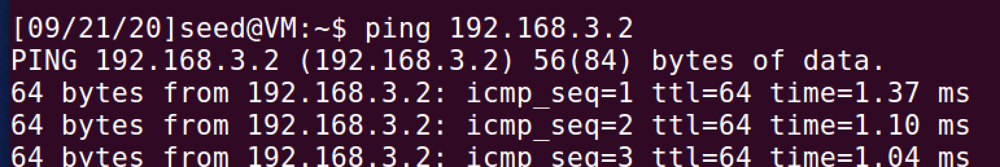 [09/21/20]seed@VM:~$ ping 192.168.3.2
PING 192.168.3.2 (192.168.3.2) 56(84) bytes of data.
64 bytes from 192.168.3.2: icmp_seq=1 ttl=64 time=1.37 ms
64 bytes from 192.168.3.2: icmp_seq=2 ttl=64 time=1.10 ms
64 bytes from 192.168.3.2: icmp_seq=3 ttl=64 time=1.04 ms